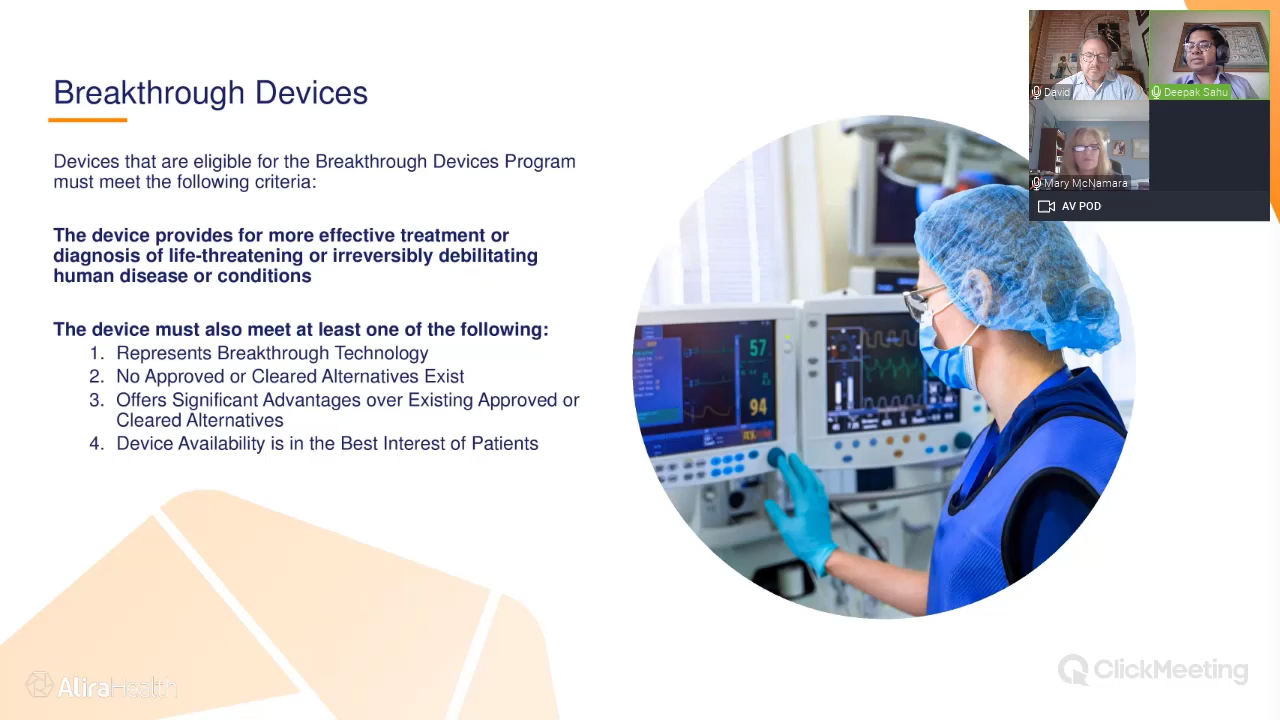 Breakthrough Devices
Devices that are eligible for the Breakthrough Devices Program
must meet the following criteria:
The device provides for more effective treatment or
diagnosis of life-threatening or irreversibly debilitating
human disease or conditions
The device must also meet at least one of the following:
1. Represents Breakthrough Technology
2. No Approved or Cleared Alternatives Exist
3. Offers Significant Advantages over Existing Approved or
Cleared Alternatives
4. Device Availability is in the Best Interest of Patients
David
Deepak Sahu
Mary McNamara
AV POD
57
94
AliraHealth
ClickMeeting